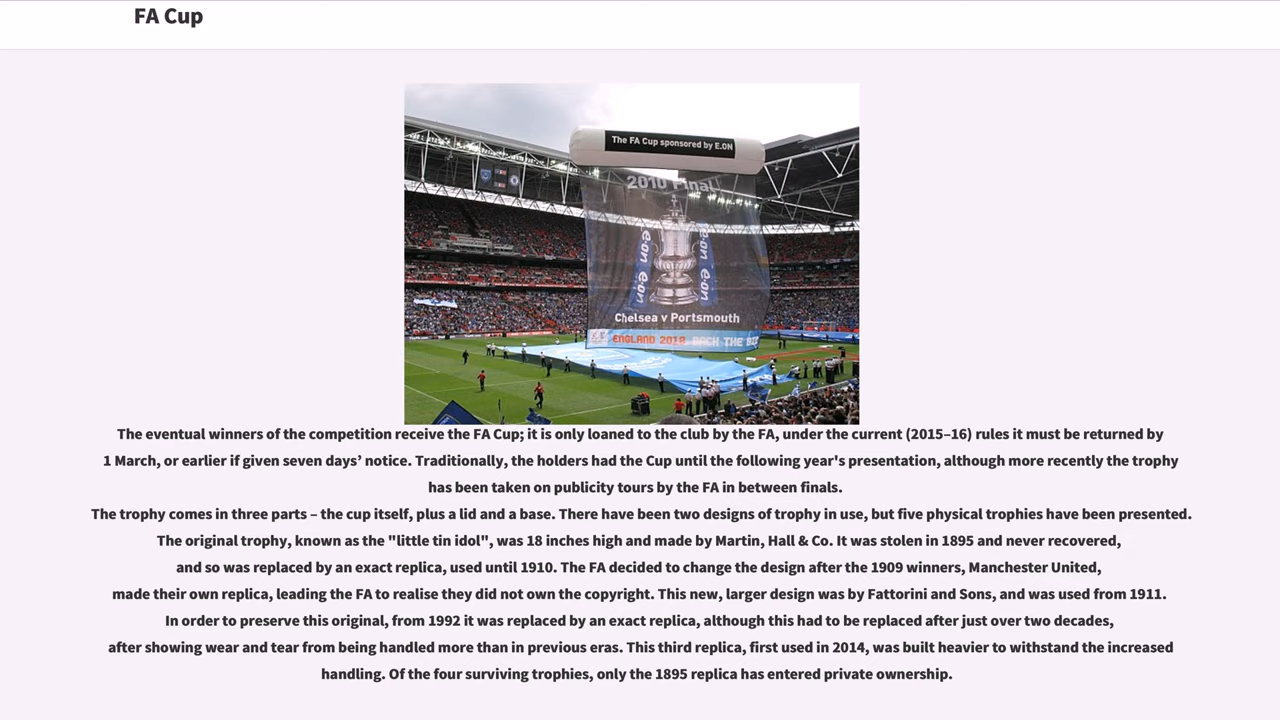 FA Cup
The FA Cup sponsored by E.ON
2010 Final
e·on e·on
e·on e·on
Chelsea v Portsmouth
ENGLAND 2018 BACK THE BID
The eventual winners of the competition receive the FA Cup; it is only loaned to the club by the FA, under the current (2015–16) rules it must be returned by
1 March, or earlier if given seven days’ notice. Traditionally, the holders had the Cup until the following year's presentation, although more recently the trophy
has been taken on publicity tours by the FA in between finals.
The trophy comes in three parts – the cup itself, plus a lid and a base. There have been two designs of trophy in use, but five physical trophies have been presented.
The original trophy, known as the "little tin idol", was 18 inches high and made by Martin, Hall & Co. It was stolen in 1895 and never recovered,
and so was replaced by an exact replica, used until 1910. The FA decided to change the design after the 1909 winners, Manchester United,
made their own replica, leading the FA to realise they did not own the copyright. This new, larger design was by Fattorini and Sons, and was used from 1911.
In order to preserve this original, from 1992 it was replaced by an exact replica, although this had to be replaced after just over two decades,
after showing wear and tear from being handled more than in previous eras. This third replica, first used in 2014, was built heavier to withstand the increased
handling. Of the four surviving trophies, only the 1895 replica has entered private ownership.